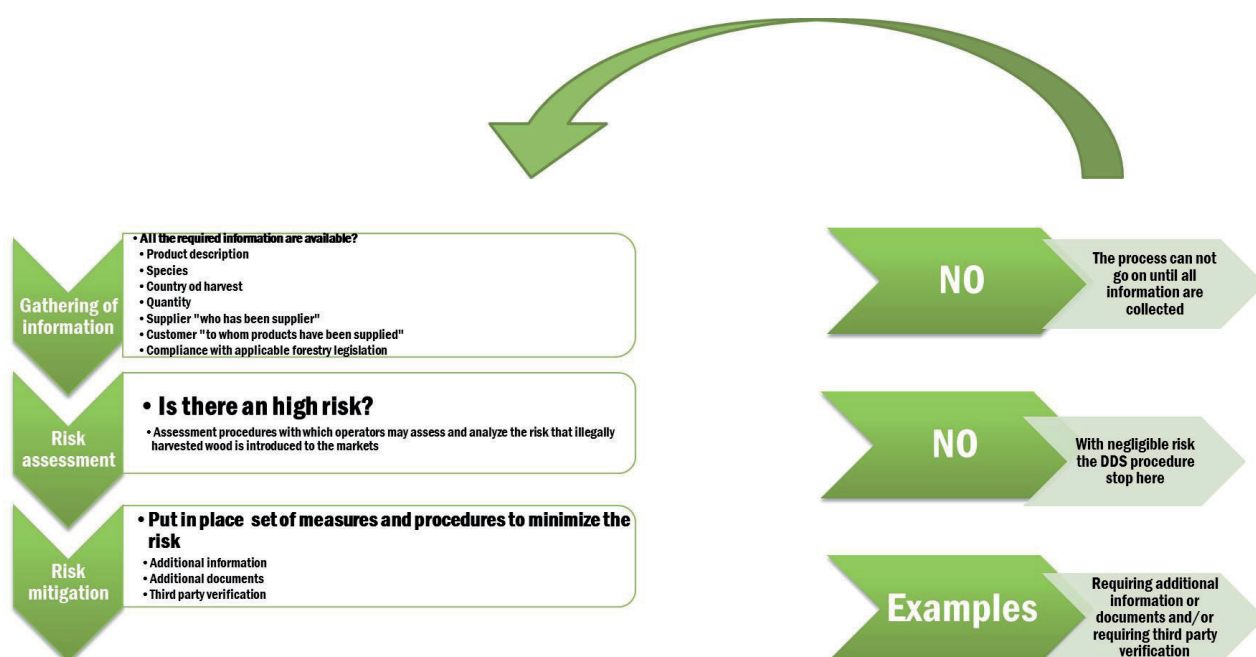 Gathering of
information
• All the required information are available?
• Product description
• Species
• Country od harvest
• Quantity
• Supplier "who has been supplier"
• Customer "to whom products have been supplied"
• Compliance with applicable forestry legislation
NO
The process can not
go on until all
information are
collected
Risk
assessment
• Is there an high risk?
• Assessment procedures with which operators may assess and analyze the risk that illegally
harvested wood is introduced to the markets
NO
With negligible risk
the DDS procedure
stop here
Risk
mitigation
• Put in place set of measures and procedures to minimize the
risk
• Additional information
• Additional documents
• Third party verification
Examples
Requiring additional
information or
documents and/or
requiring third party
verification